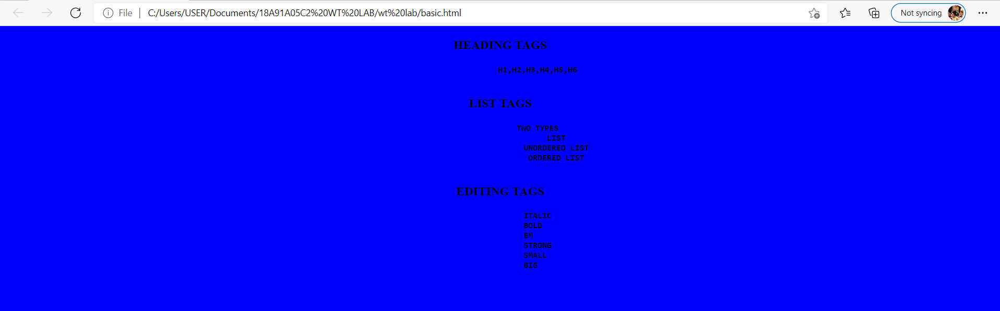 File | C:/Users/USER/Documents/18A91A05C2%20WT%20LAB/wt%20lab/basic.html
Not syncing
HEADING TAGS
H1,H2,H3,H4,H5,H6
LIST TAGS
TWO TYPES
LIST
UNORDERED LIST
ORDERED LIST
EDITING TAGS
ITALIC
BOLD
EM
STRONG
SMALL
BIG